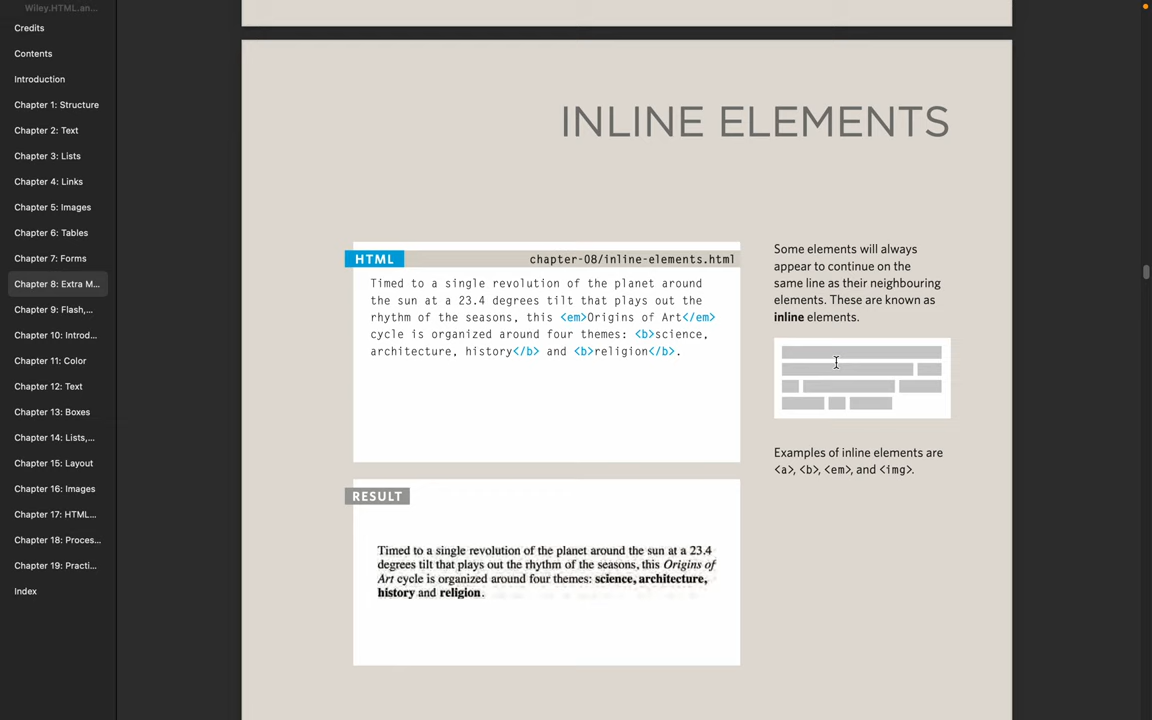 Wiley.HTML.an...
Credits
Contents
Introduction
Chapter 1: Structure
Chapter 2: Text
Chapter 3: Lists
Chapter 4: Links
Chapter 5: Images
Chapter 6: Tables
Chapter 7: Forms
Chapter 8: Extra M...
Chapter 9: Flash,...
Chapter 10: Introd...
Chapter 11: Color
Chapter 12: Text
Chapter 13: Boxes
Chapter 14: Lists,...
Chapter 15: Layout
Chapter 16: Images
Chapter 17: HTML...
Chapter 18: Proces...
Chapter 19: Practi...
Index
INLINE ELEMENTS
HTML chapter-08/inline-elements.html
Timed to a single revolution of the planet around
the sun at a 23.4 degrees tilt that plays out the
rhythm of the seasons, this <em>Origins of Art</em>
cycle is organized around four themes: <b>science,
architecture, history</b> and <b>religion</b>.
RESULT
Timed to a single revolution of the planet around the sun at a 23.4
degrees tilt that plays out the rhythm of the seasons, this Origins of
Art cycle is organized around four themes: science, architecture,
history and religion.
Some elements will always
appear to continue on the
same line as their neighbouring
elements. These are known as
inline elements.
Examples of inline elements are
<a>, <b>, <em>, and <img>.